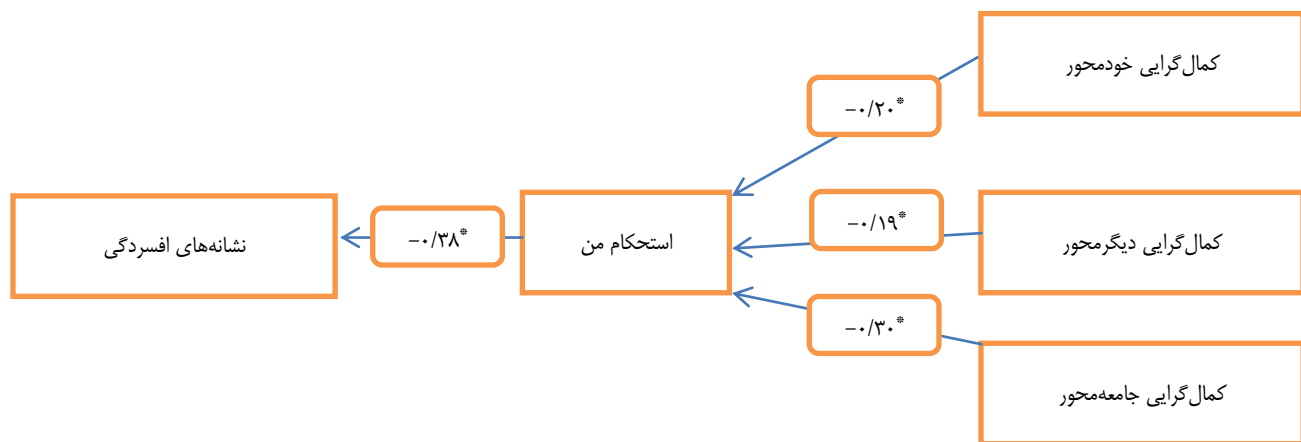 کمال‌گرایی خودمحور
−۰/۲۰*
کمال‌گرایی دیگرمحور
−۰/۱۹*
استحکام من
−۰/۳۸*
نشانه‌های افسردگی
−۰/۳۰*
کمال‌گرایی جامعه‌محور